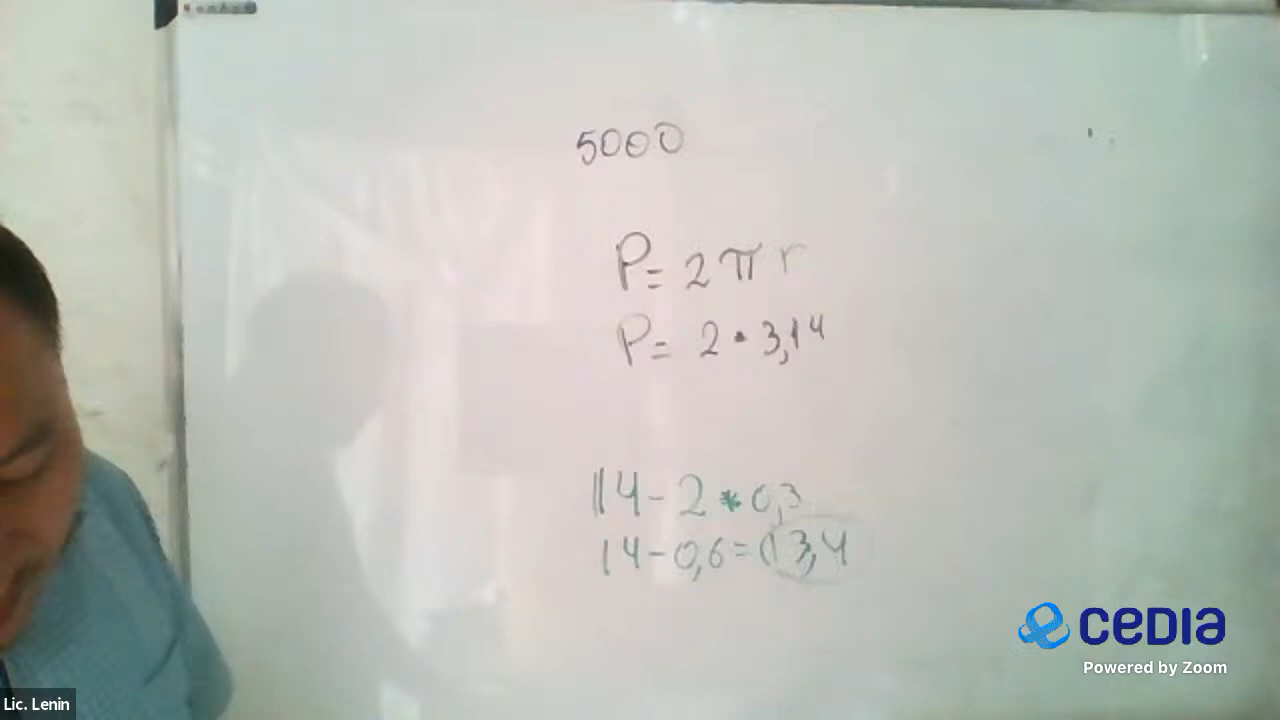 5000
P= 2 π r
P= 2 • 3,14
14 - 2 * 0,3
14 - 0,6 = 13,4
cedia
Powered by Zoom
Lic. Lenin